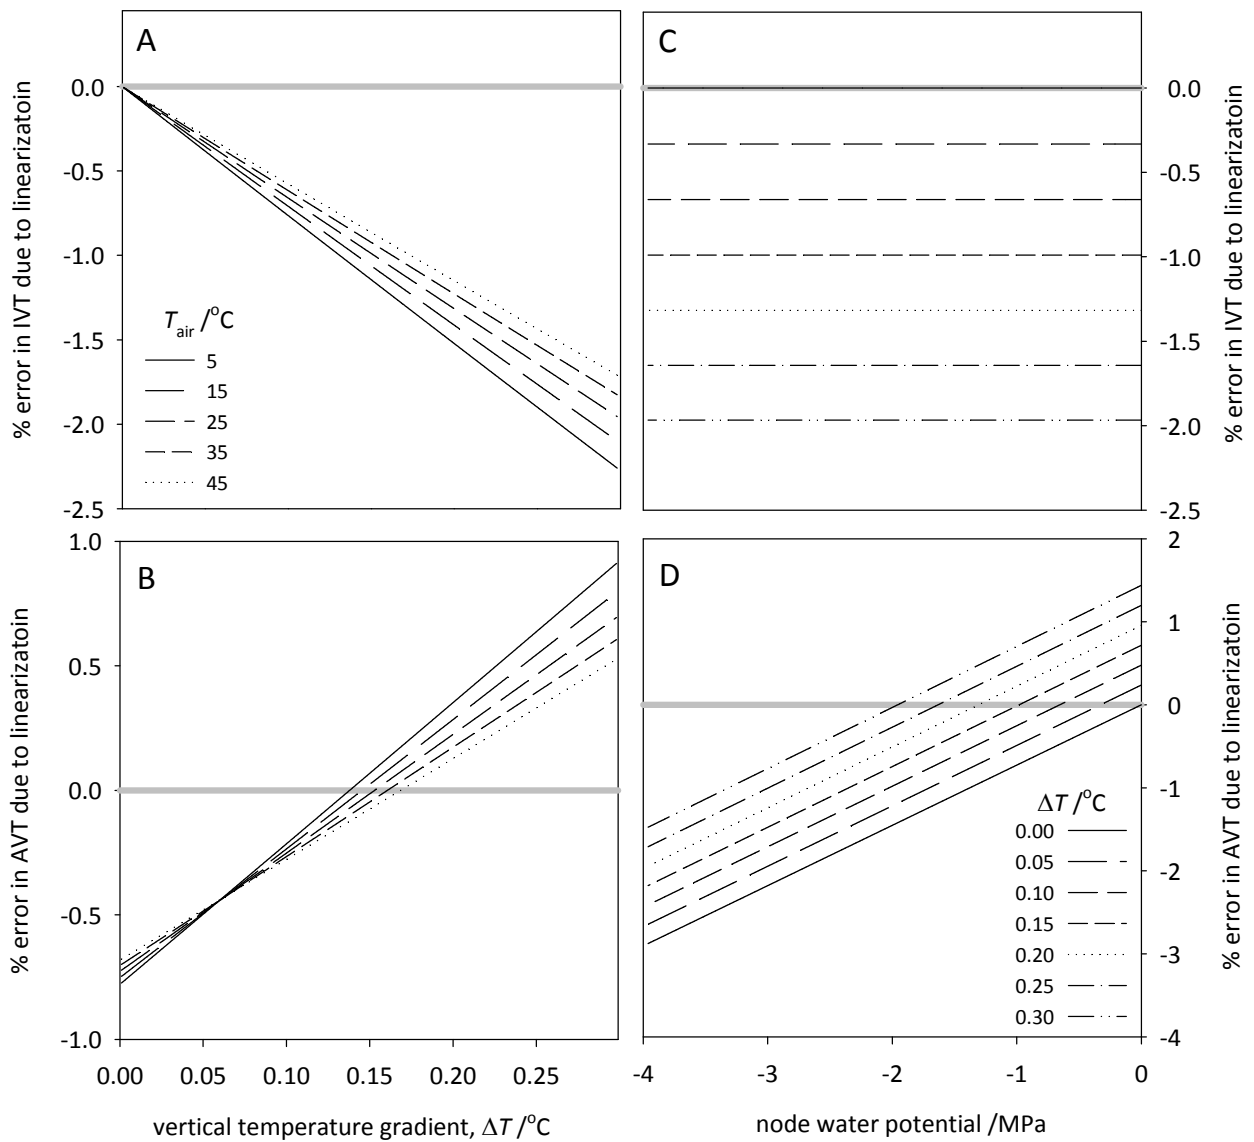 A
0.0
-0.5
-1.0
-1.5
-2.0
-2.5
% error in IVT due to linearizatoin
Tair /oC
5
15
25
35
45
C
0.0
-0.5
-1.0
-1.5
-2.0
-2.5
% error in IVT due to linearizatoin
B
1.0
0.5
0.0
-0.5
-1.0
% error in AVT due to linearizatoin
0.00 0.05 0.10 0.15 0.20 0.25
vertical temperature gradient, ΔT /oC
D
2
1
0
-1
-2
-3
-4
% error in AVT due to linearizatoin
ΔT /oC
0.00
0.05
0.10
0.15
0.20
0.25
0.30
-4 -3 -2 -1 0
node water potential /MPa